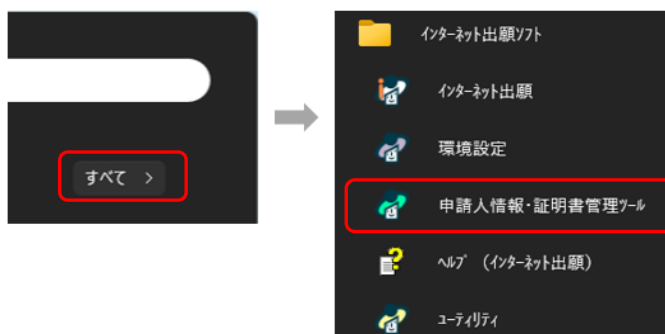 すべて >
インターネット出願ソフト
インターネット出願
環境設定
申請人情報・証明書管理ツール
ヘルプ (インターネット出願)
ユーティリティ